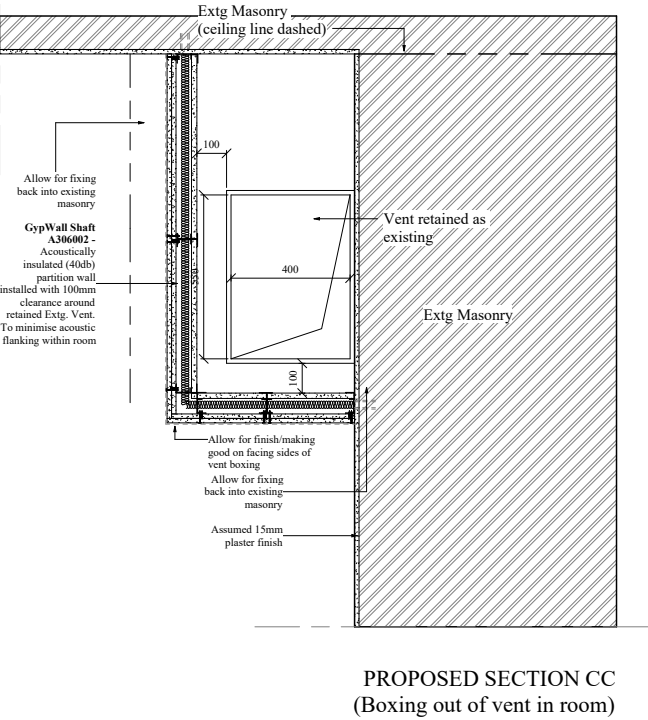 Extg Masonry
(ceiling line dashed)
100
Allow for fixing
back into existing
masonry
GypWall Shaft
A306002 -
Acoustically
insulated (40db)
partition wall
installed with 100mm
clearance around
retained Extg. Vent.
To minimise acoustic
flanking within room
Vent retained as
existing
400
550
Extg Masonry
100
Allow for finish/making
good on facing sides of
vent boxing
Allow for fixing
back into existing
masonry
Assumed 15mm
plaster finish
PROPOSED SECTION CC
(Boxing out of vent in room)